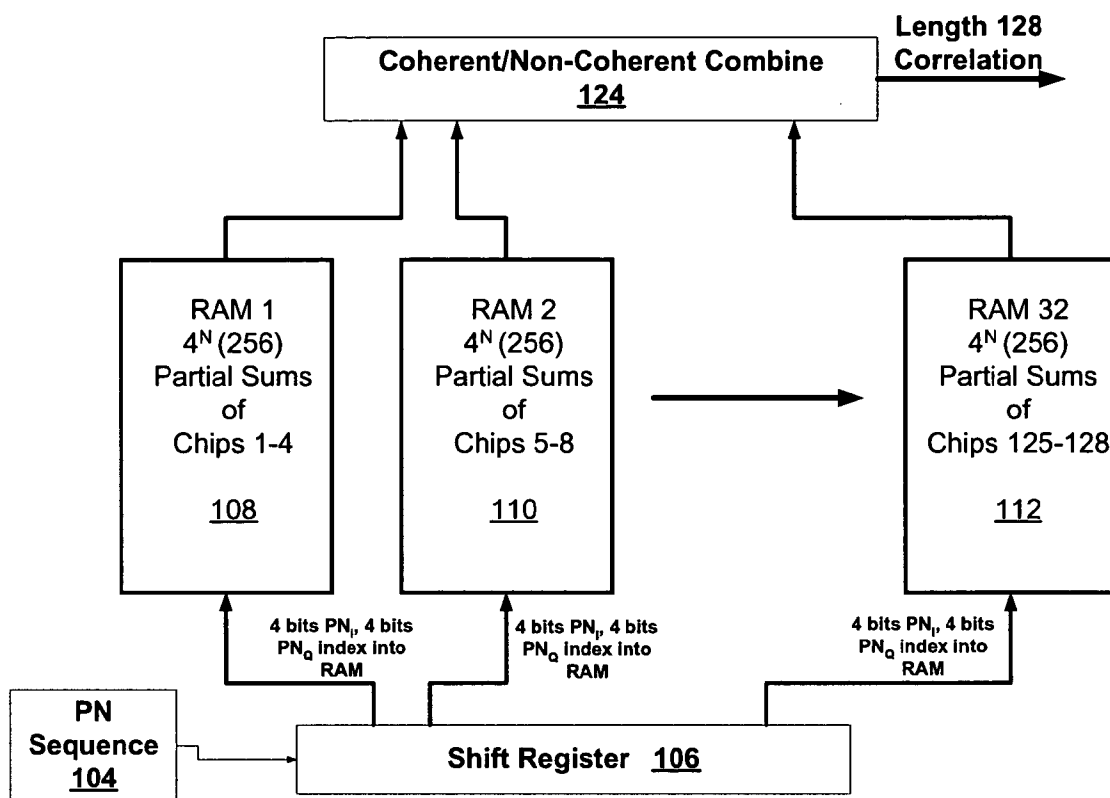 Length 128
Correlation
Coherent/Non-Coherent Combine
124
RAM 1
4ᴺ (256)
Partial Sums
of
Chips 1-4
108
RAM 2
4ᴺ (256)
Partial Sums
of
Chips 5-8
110
RAM 32
4ᴺ (256)
Partial Sums
of
Chips 125-128
112
4 bits PNI, 4 bits
PNQ index into
RAM
4 bits PNI, 4 bits
PNQ index into
RAM
4 bits PNI, 4 bits
PNQ index into
RAM
PN
Sequence
104
Shift Register 106